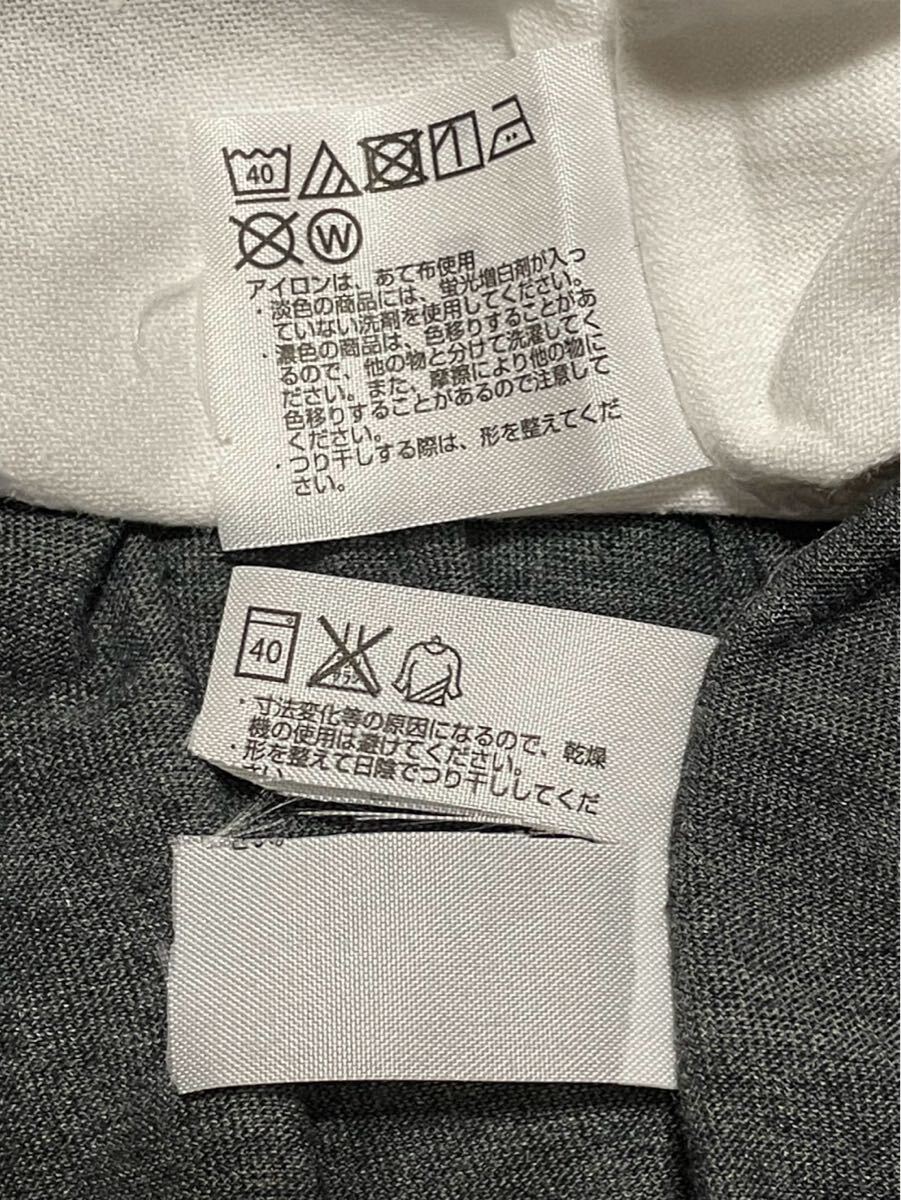 40
W
アイロンは、あて布使用
・淡色の商品には、蛍光増白剤が入っ
ていない洗剤を使用してください。
・濃色の商品は、色移りすることがあ
るので、他の物と分けて洗濯してく
ださい。また、摩擦により他の物に
色移りすることがあるので注意して
ください。
・つり干しする際は、形を整えてくだ
さい。
40
・寸法変化等の原因になるので、乾燥
機の使用は避けてください。
・形を整えて日陰でつり干ししてくだ
さい